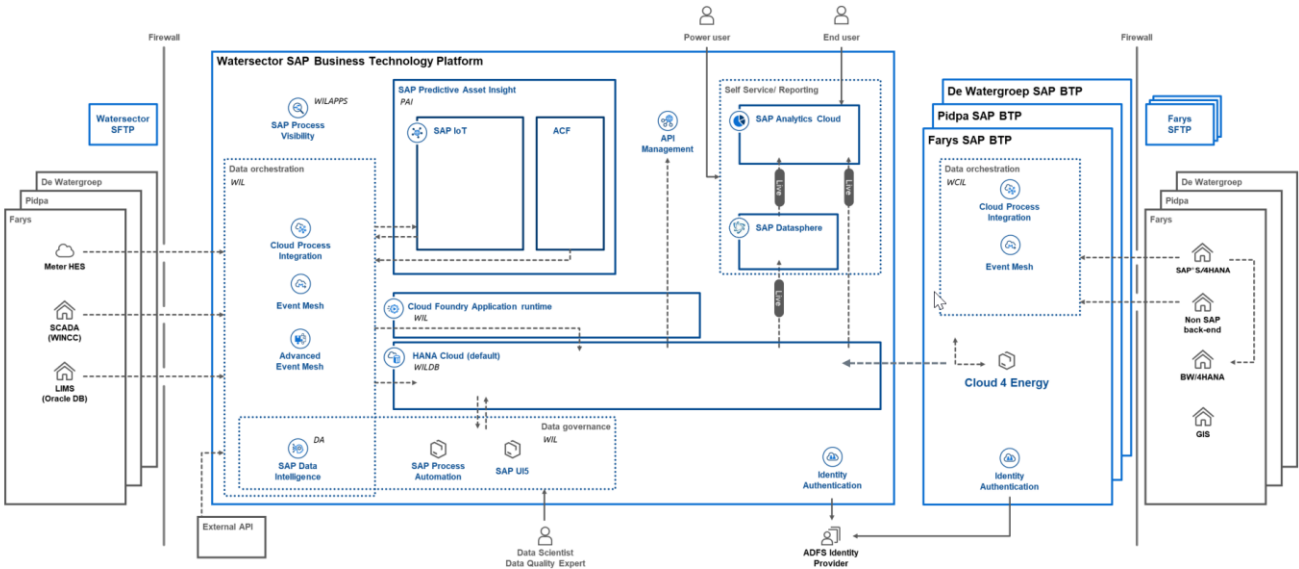 Power user
End user
Firewall
Firewall
Watersector SAP Business Technology Platform
Watersector
SFTP
WILAPPS
SAP Process
Visibility
SAP Predictive Asset Insight
PAI
SAP IoT
ACF
API
Management
Self Service/ Reporting
SAP Analytics Cloud
Live
Live
SAP Datasphere
Live
De Watergroep SAP BTP
Pidpa SAP BTP
Farys SAP BTP
Farys
SFTP
Data orchestration
WIL
Cloud Process
Integration
Event Mesh
Advanced
Event Mesh
Data orchestration
WCIL
Cloud Process
Integration
Event Mesh
De Watergroep
Pidpa
Farys
Meter HES
SCADA
(WINCC)
LIMS
(Oracle DB)
De Watergroep
Pidpa
Farys
SAP S/4HANA
Non SAP
back-end
BW/4HANA
GIS
Cloud Foundry Application runtime
WIL
HANA Cloud (default)
WILDB
Cloud 4 Energy
Data governance
WIL
DA
SAP Data
Intelligence
SAP Process
Automation
SAP UI5
Identity
Authentication
Identity
Authentication
External API
Data Scientist
Data Quality Expert
ADFS Identity
Provider